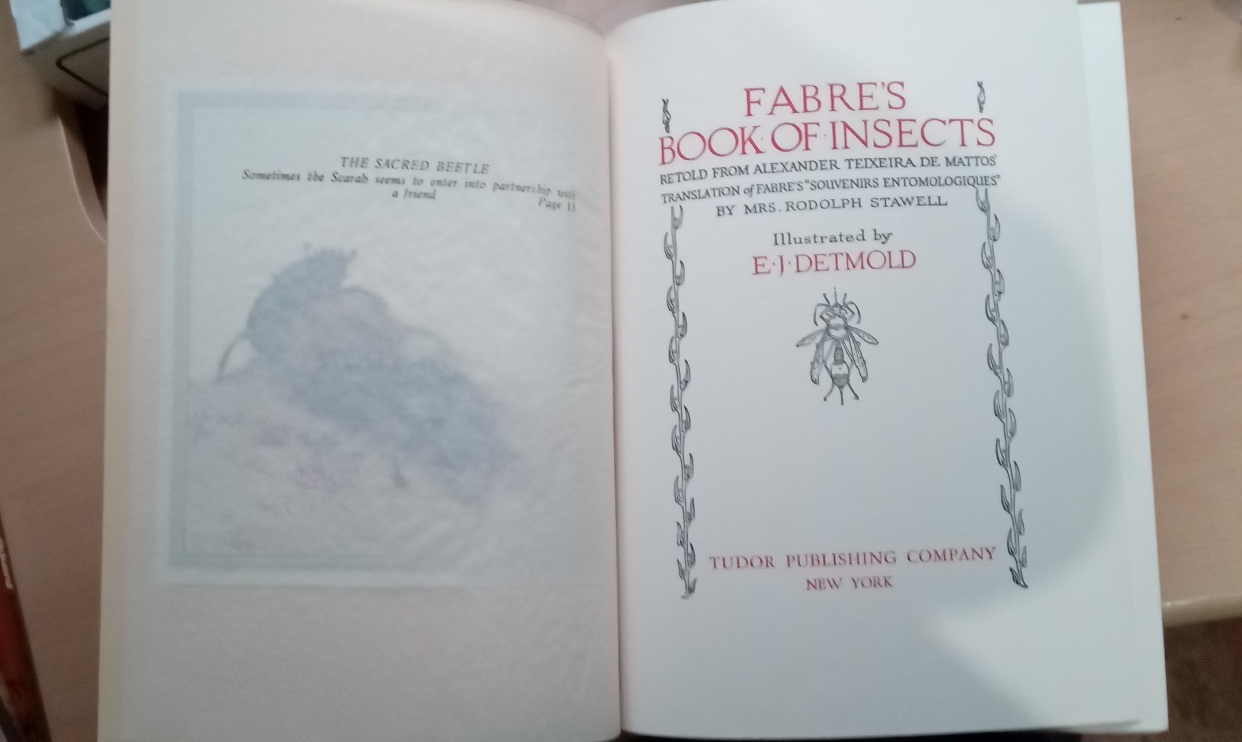 THE SACRED BEETLE
Sometimes the Scarab seems to enter into partnership with
a friend
Page 11
FABRE'S
BOOK·OF·INSECTS
RETOLD FROM ALEXANDER TEIXEIRA DE MATTOS'
TRANSLATION of FABRE'S "SOUVENIRS ENTOMOLOGIQUES"
BY MRS. RODOLPH STAWELL
Illustrated by
E·J·DETMOLD
TUDOR PUBLISHING COMPANY
NEW YORK